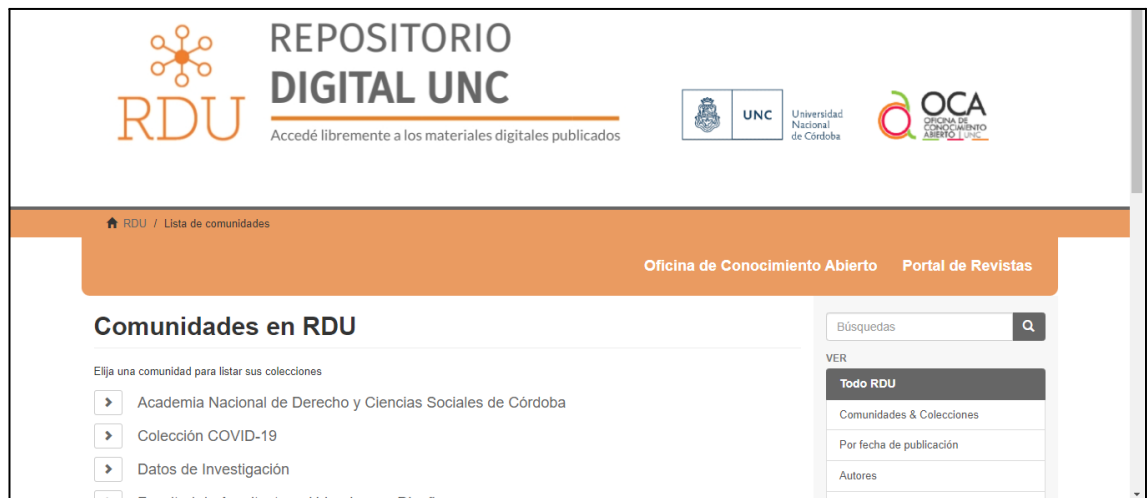 REPOSITORIO
DIGITAL UNC
RDU
Accedé libremente a los materiales digitales publicados
UNC
Universidad
Nacional
de Córdoba
OCA
OFICINA DE
CONOCIMIENTO
ABIERTO | UNC
RDU / Lista de comunidades
Oficina de Conocimiento Abierto Portal de Revistas
Comunidades en RDU
Elija una comunidad para listar sus colecciones
Academia Nacional de Derecho y Ciencias Sociales de Córdoba
Colección COVID-19
Datos de Investigación
Búsquedas
VER
Todo RDU
Comunidades & Colecciones
Por fecha de publicación
Autores